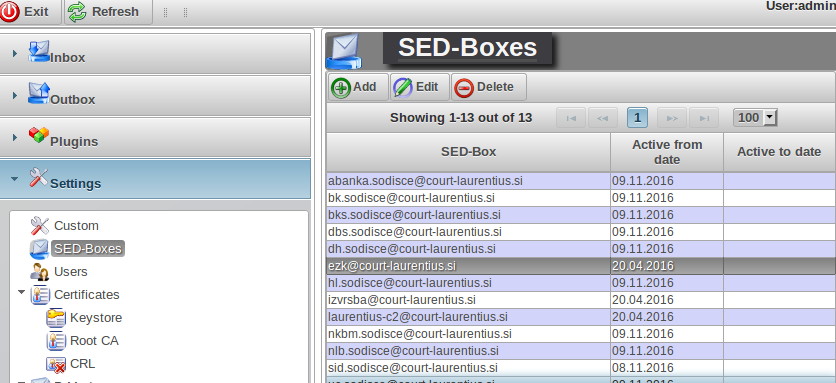 Exit
Refresh
User:admin
Inbox
Outbox
Plugins
Settings
Custom
SED-Boxes
Users
Certificates
Keystore
Root CA
CRL
SED-Boxes
Add
Edit
Delete
Showing 1-13 out of 13
1
100
SED-Box
Active from date
Active to date
abanka.sodisce@court-laurentius.si 09.11.2016
bk.sodisce@court-laurentius.si 09.11.2016
bks.sodisce@court-laurentius.si 09.11.2016
dbs.sodisce@court-laurentius.si 09.11.2016
dh.sodisce@court-laurentius.si 09.11.2016
ezk@court-laurentius.si 20.04.2016
hl.sodisce@court-laurentius.si 09.11.2016
izvrsba@court-laurentius.si 20.04.2016
laurentius-c2@court-laurentius.si 20.04.2016
nkbm.sodisce@court-laurentius.si 09.11.2016
nlb.sodisce@court-laurentius.si 09.11.2016
sid.sodisce@court-laurentius.si 08.11.2016